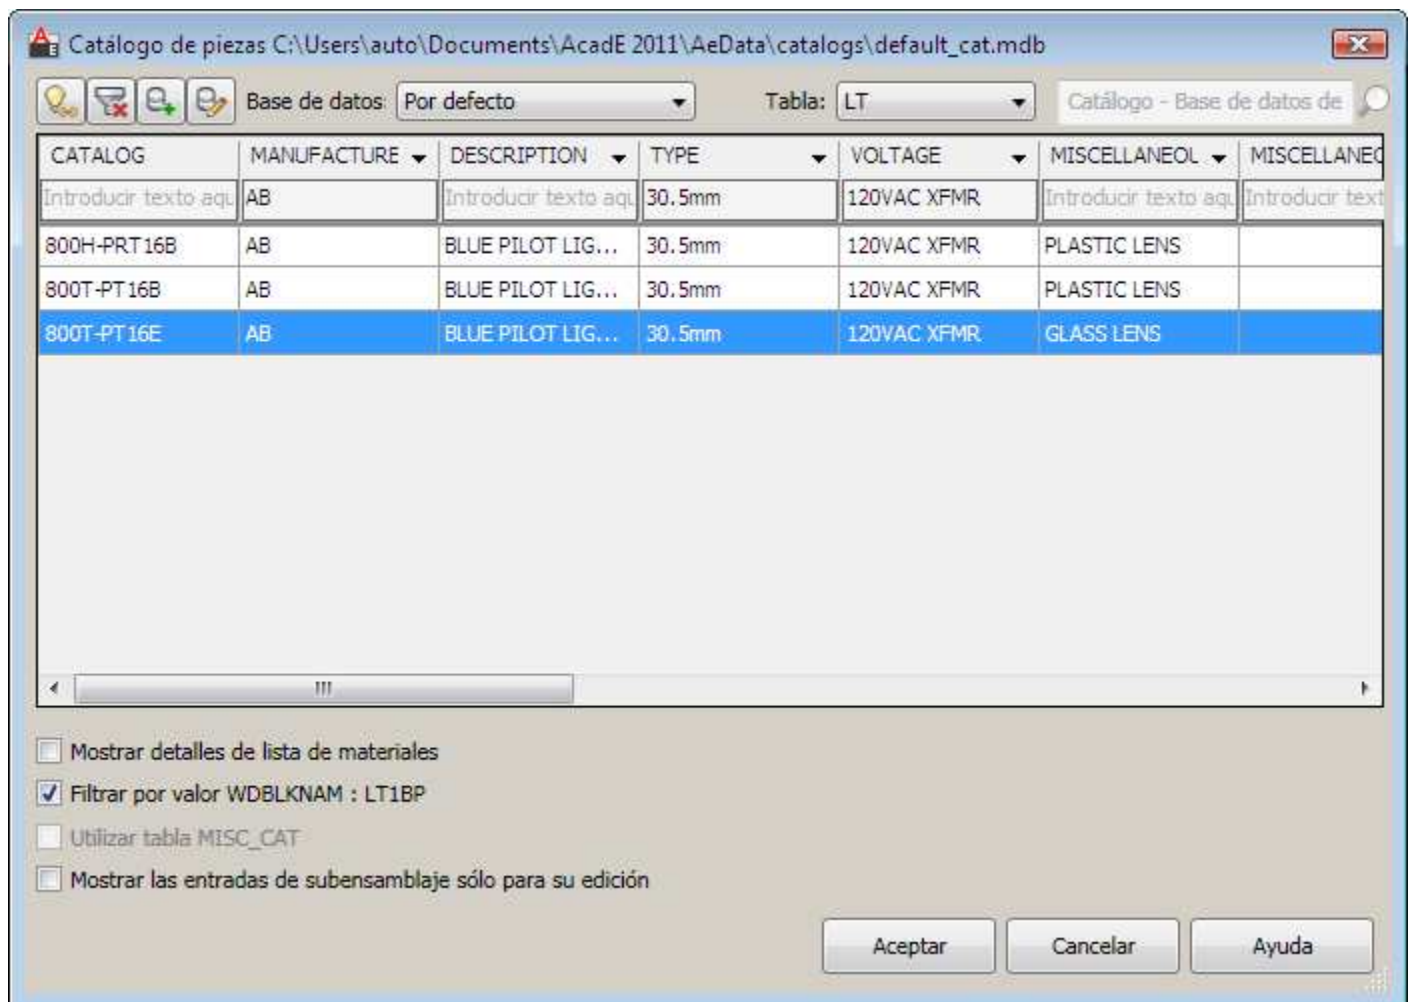 Catálogo de piezas C:\Users\auto\Documents\AcadE 2011\AeData\catalogs\default_cat.mdb
Base de datos: Por defecto Tabla: LT Catálogo - Base de datos de
CATALOG MANUFACTURE DESCRIPTION TYPE VOLTAGE MISCELLANEOU MISCELLANEO
Introducir texto aqu AB Introducir texto aqu 30.5mm 120VAC XFMR Introducir texto aqu Introducir text
800H-PRT16B AB BLUE PILOT LIG... 30.5mm 120VAC XFMR PLASTIC LENS
800T-PT16B AB BLUE PILOT LIG... 30.5mm 120VAC XFMR PLASTIC LENS
800T-PT16E AB BLUE PILOT LIG... 30.5mm 120VAC XFMR GLASS LENS
Mostrar detalles de lista de materiales
Filtrar por valor WDBLKNAM : LT1BP
Utilizar tabla MISC_CAT
Mostrar las entradas de subensamblaje sólo para su edición
Aceptar Cancelar Ayuda